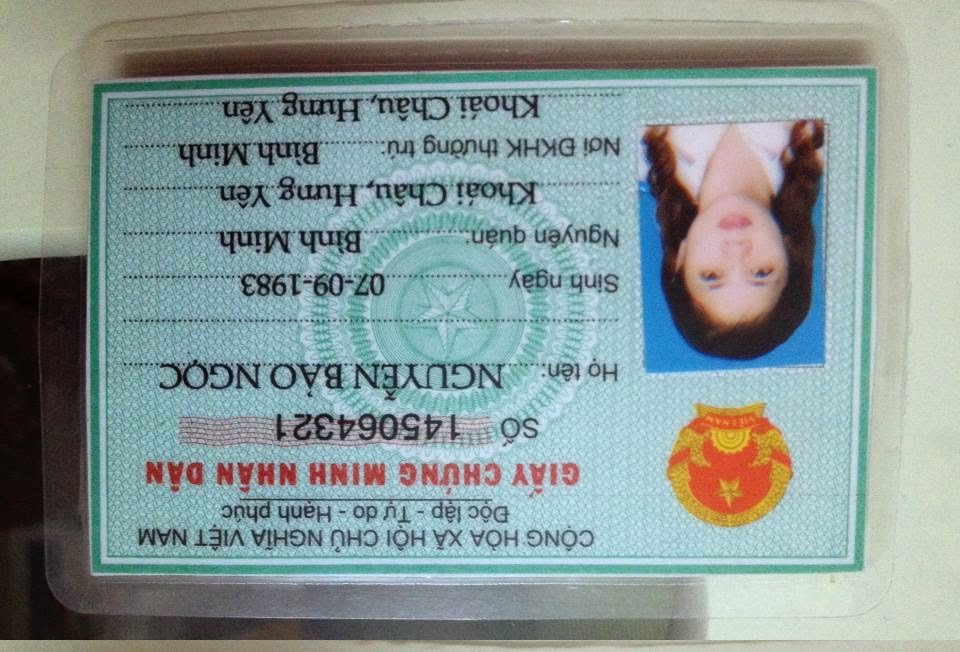 CỘNG HÒA XÃ HỘI CHỦ NGHĨA VIỆT NAM
Độc lập - Tự do - Hạnh phúc
GIẤY CHỨNG MINH NHÂN DÂN
SỐ 145064321
Họ tên: NGUYỄN BẢO NGỌC
Sinh ngày 07-09-1983
Nguyên quán: Bình Minh
Khoái Châu, Hưng Yên
Nơi ĐKHK thường trú: Bình Minh
Khoái Châu, Hưng Yên
VIỆT NAM